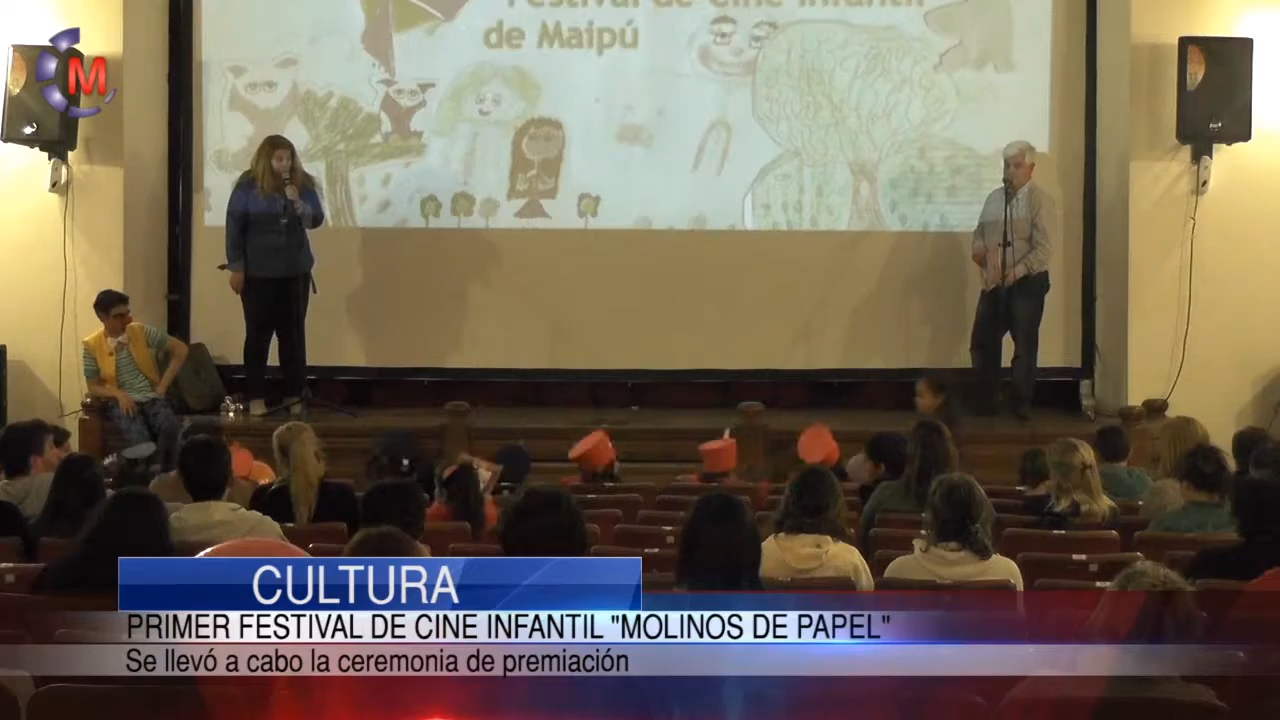 Festival de Cine Infantil
de Maipú
M
CULTURA
PRIMER FESTIVAL DE CINE INFANTIL "MOLINOS DE PAPEL"
Se llevó a cabo la ceremonia de premiación